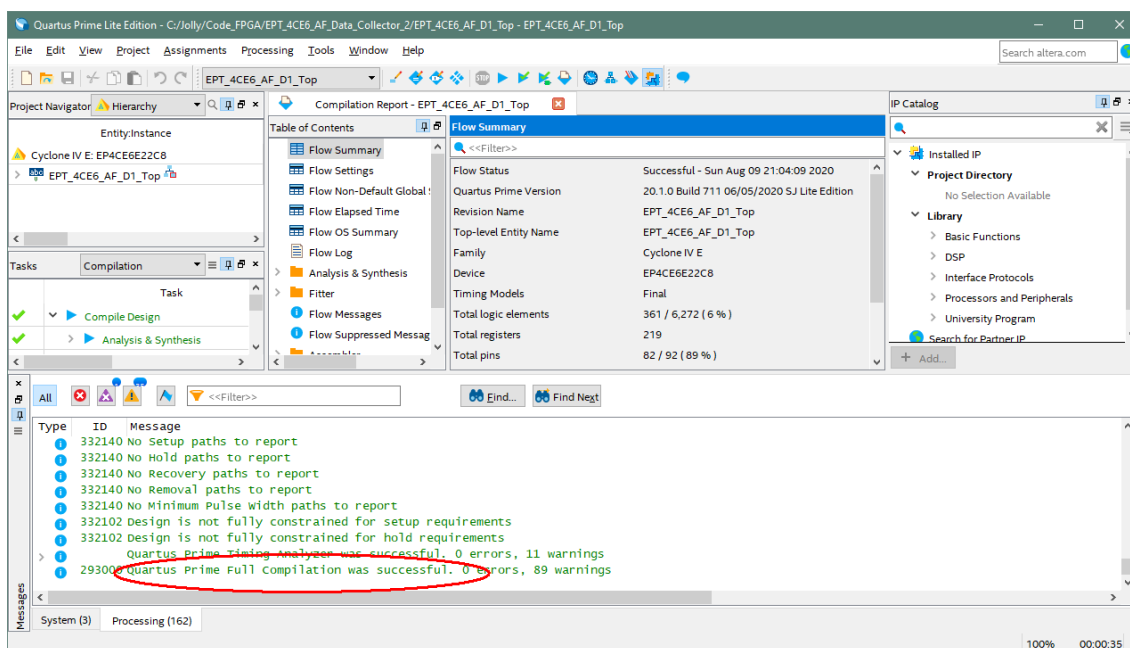 Quartus Prime Lite Edition - C:/Jolly/Code_FPGA/EPT_4CE6_AF_Data_Collector_2/EPT_4CE6_AF_D1_Top - EPT_4CE6_AF_D1_Top
File Edit View Project Assignments Processing Tools Window Help
Search altera.com
EPT_4CE6_AF_D1_Top
Project Navigator Hierarchy
Entity:Instance
Cyclone IV E: EP4CE6E22C8
EPT_4CE6_AF_D1_Top
Tasks Compilation
Task
Compile Design
Analysis & Synthesis
Compilation Report - EPT_4CE6_AF_D1_Top
Table of Contents
Flow Summary
Flow Settings
Flow Non-Default Global
Flow Elapsed Time
Flow OS Summary
Flow Log
Analysis & Synthesis
Fitter
Flow Messages
Flow Suppressed Messag
Flow Summary
<<Filter>>
Flow Status Successful - Sun Aug 09 21:04:09 2020
Quartus Prime Version 20.1.0 Build 711 06/05/2020 SJ Lite Edition
Revision Name EPT_4CE6_AF_D1_Top
Top-level Entity Name EPT_4CE6_AF_D1_Top
Family Cyclone IV E
Device EP4CE6E22C8
Timing Models Final
Total logic elements 361 / 6,272 ( 6 % )
Total registers 219
Total pins 82 / 92 ( 89 % )
IP Catalog
Installed IP
Project Directory
No Selection Available
Library
Basic Functions
DSP
Interface Protocols
Processors and Peripherals
University Program
Search for Partner IP
+ Add...
All <<Filter>> Find... Find Next
Type ID Message
332140 No Setup paths to report
332140 No Hold paths to report
332140 No Recovery paths to report
332140 No Removal paths to report
332140 No Minimum Pulse Width paths to report
332102 Design is not fully constrained for setup requirements
332102 Design is not fully constrained for hold requirements
Quartus Prime Timing Analyzer was successful. 0 errors, 11 warnings
293000 Quartus Prime Full Compilation was successful. 0 errors, 89 warnings
Messages
System (3) Processing (162)
100% 00:00:35